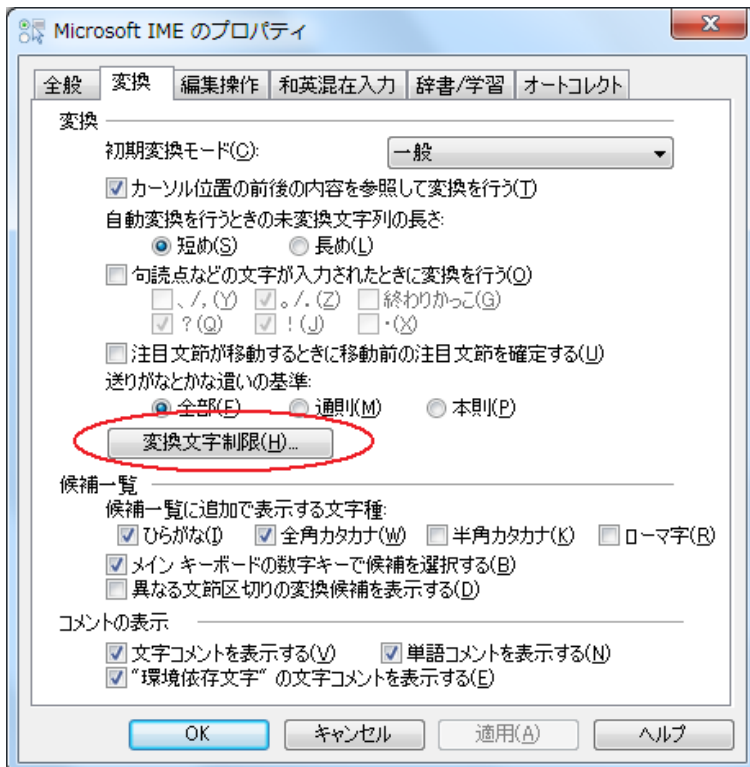 Microsoft IME のプロパティ
全般 変換 編集操作 和英混在入力 辞書/学習 オートコレクト
変換
初期変換モード(C): 一般
カーソル位置の前後の内容を参照して変換を行う(T)
自動変換を行うときの未変換文字列の長さ:
短め(S) 長め(L)
句読点などの文字が入力されたときに変換を行う(O)
、/,(Y) 。/.(Z) 終わりかっこ(G)
?(Q) !(J) ・(X)
注目文節が移動するときに移動前の注目文節を確定する(U)
送りがなとかな遣いの基準:
全部(F) 通則(M) 本則(P)
変換文字制限(H)...
候補一覧
候補一覧に追加で表示する文字種:
ひらがな(I) 全角カタカナ(W) 半角カタカナ(K) ローマ字(R)
メイン キーボードの数字キーで候補を選択する(B)
異なる文節区切りの変換候補を表示する(D)
コメントの表示
文字コメントを表示する(V) 単語コメントを表示する(N)
"環境依存文字" の文字コメントを表示する(E)
OK キャンセル 適用(A) ヘルプ